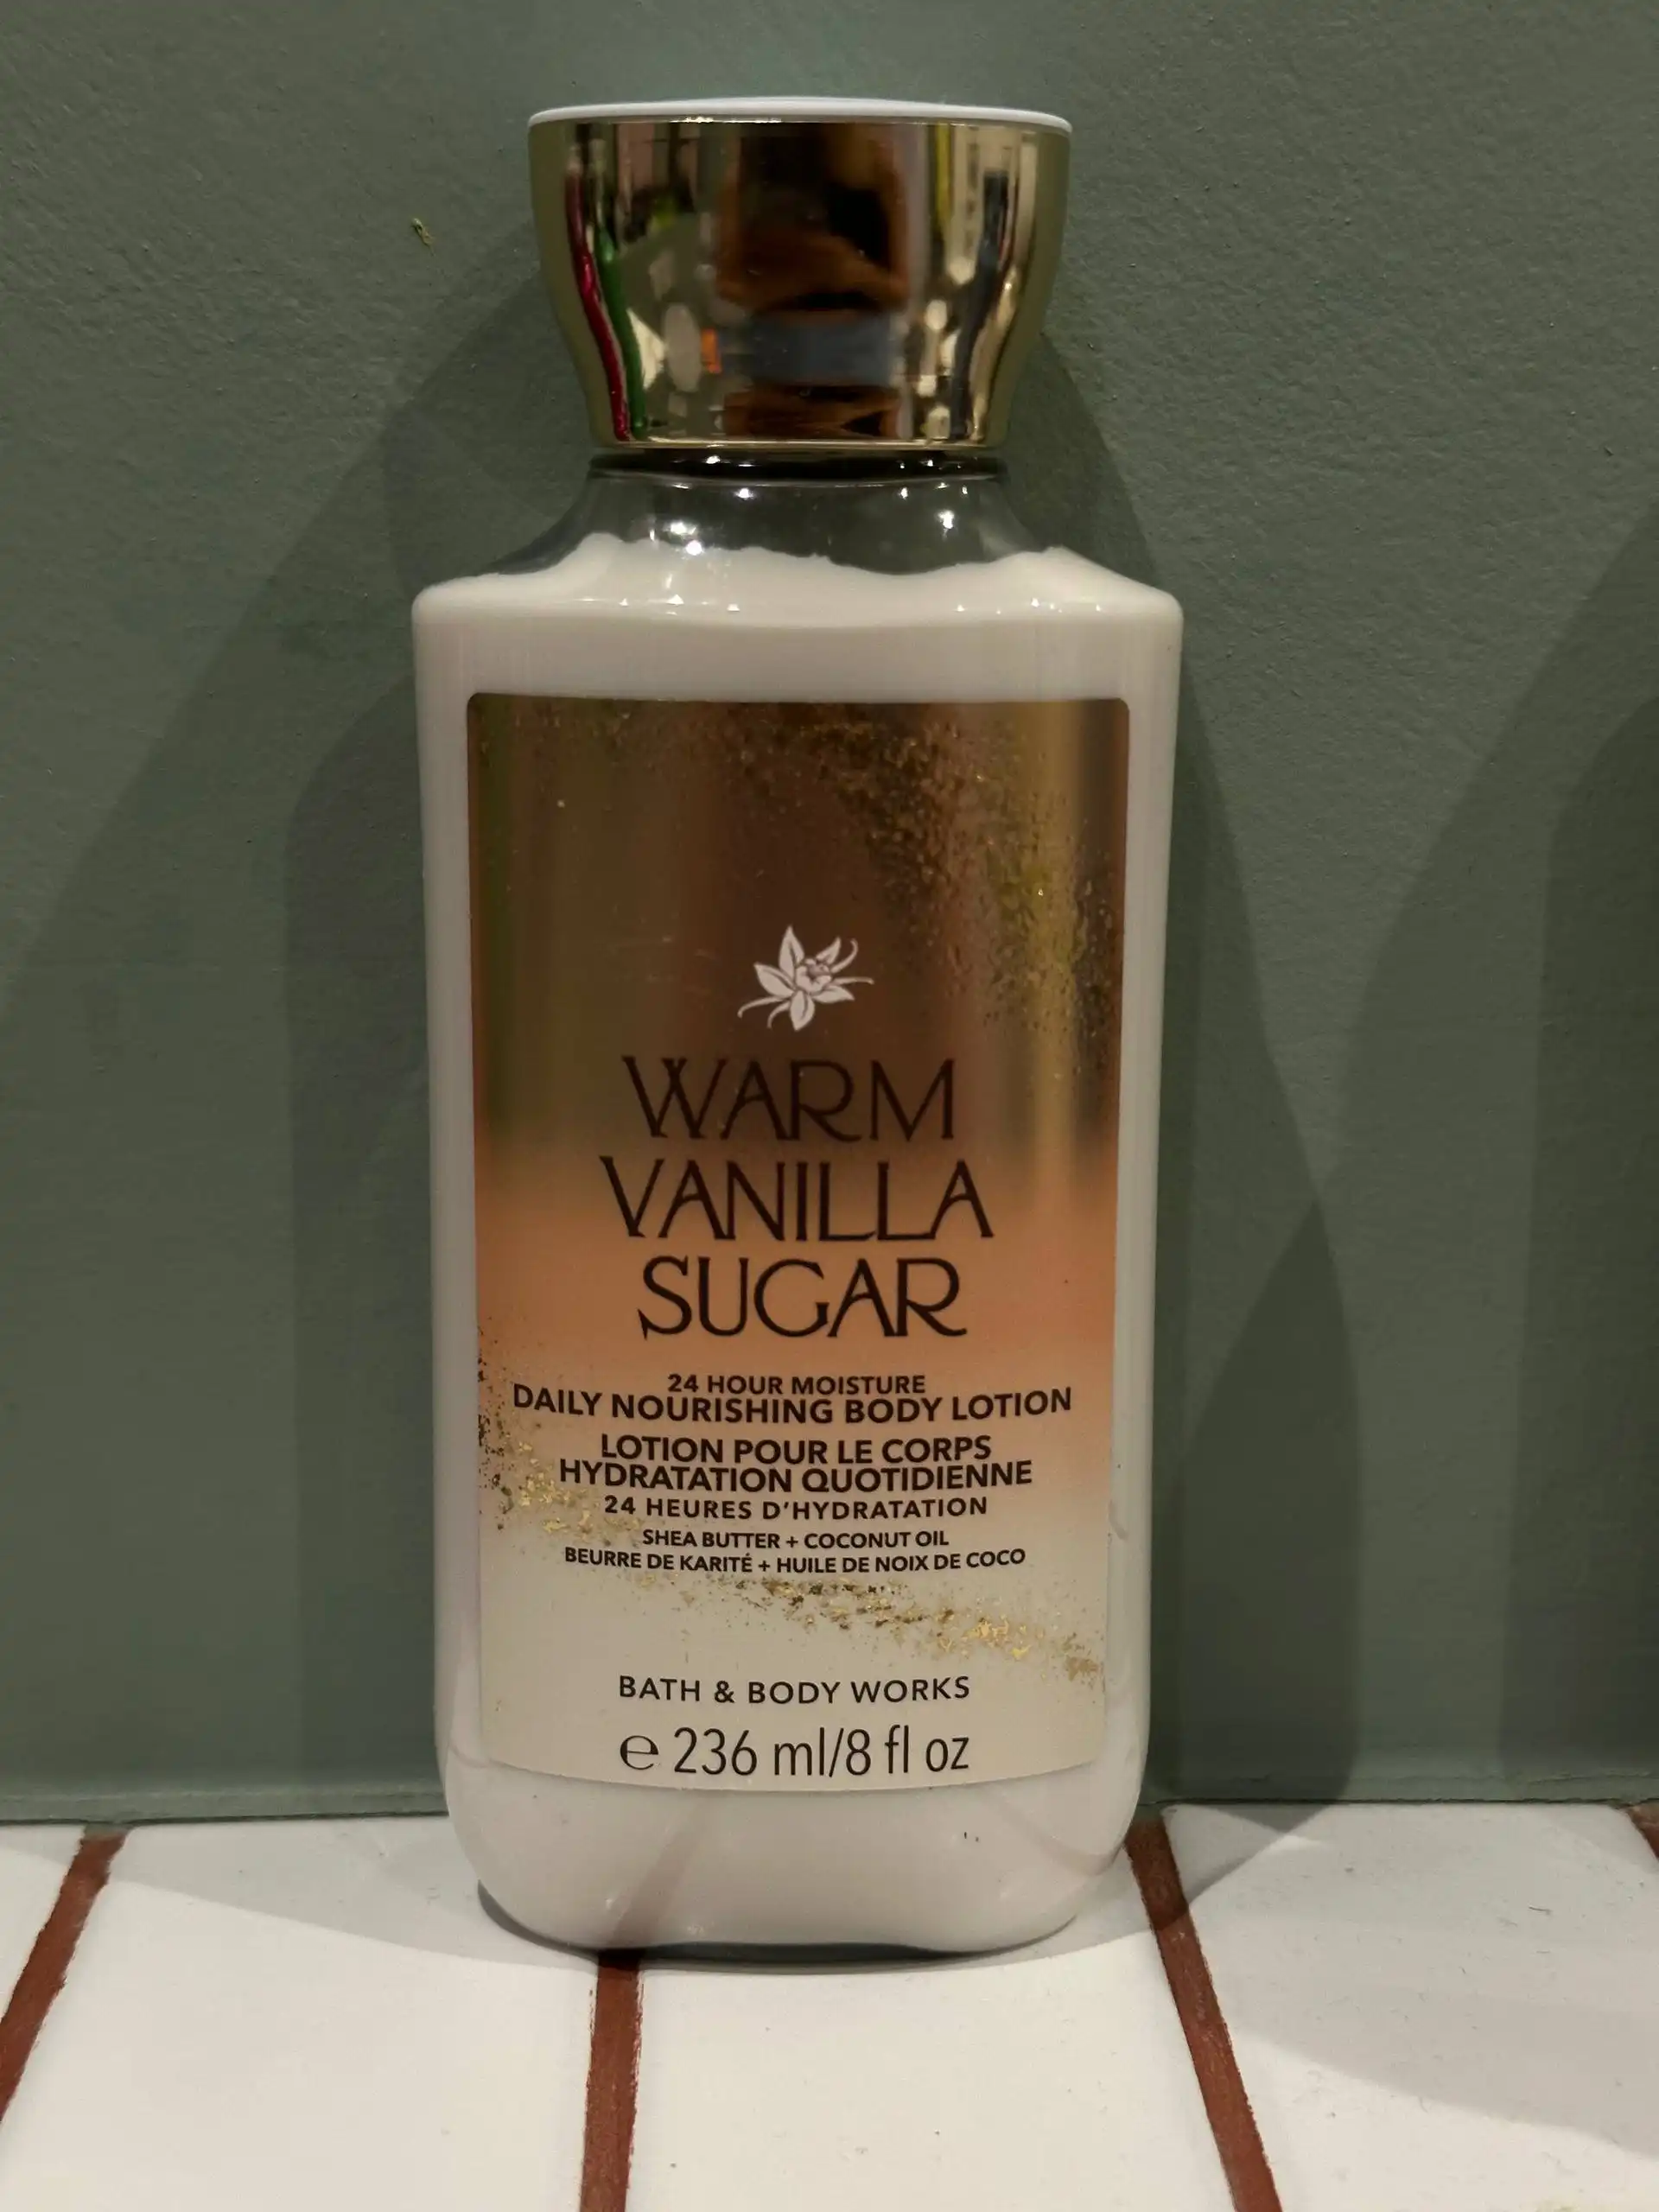 WARM
VANILLA
SUGAR
24 HOUR MOISTURE
DAILY NOURISHING BODY LOTION
LOTION POUR LE CORPS
HYDRATATION QUOTIDIENNE
24 HEURES D'HYDRATATION
SHEA BUTTER + COCONUT OIL
BEURRE DE KARITÉ + HUILE DE NOIX DE COCO
BATH & BODY WORKS
℮ 236 ml/8 fl oz